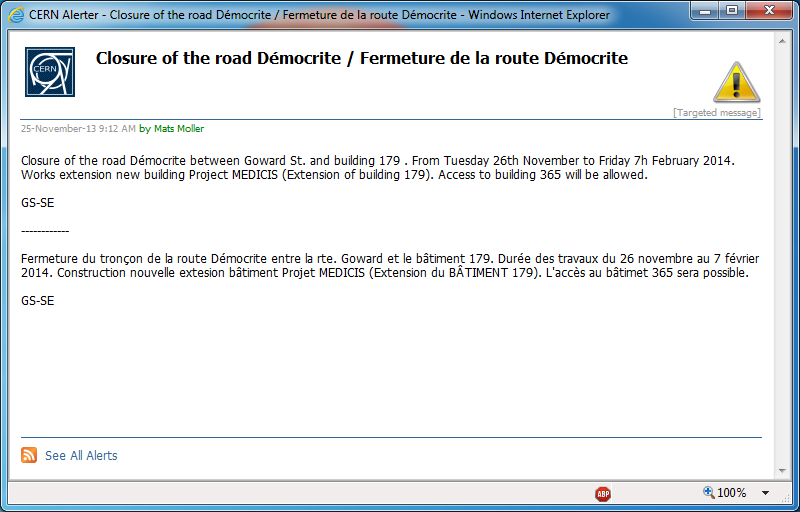 CERN Alerter - Closure of the road Démocrite / Fermeture de la route Démocrite - Windows Internet Explorer
CERN
Closure of the road Démocrite / Fermeture de la route Démocrite
[Targeted message]
25-November-13 9:12 AM by Mats Moller
Closure of the road Démocrite between Goward St. and building 179 . From Tuesday 26th November to Friday 7h February 2014.
Works extension new building Project MEDICIS (Extension of building 179). Access to building 365 will be allowed.
GS-SE
------------
Fermeture du tronçon de la route Démocrite entre la rte. Goward et le bâtiment 179. Durée des travaux du 26 novembre au 7 février
2014. Construction nouvelle extesion bâtiment Projet MEDICIS (Extension du BÂTIMENT 179). L'accès au bâtimet 365 sera possible.
GS-SE
See All Alerts
ABP
100%